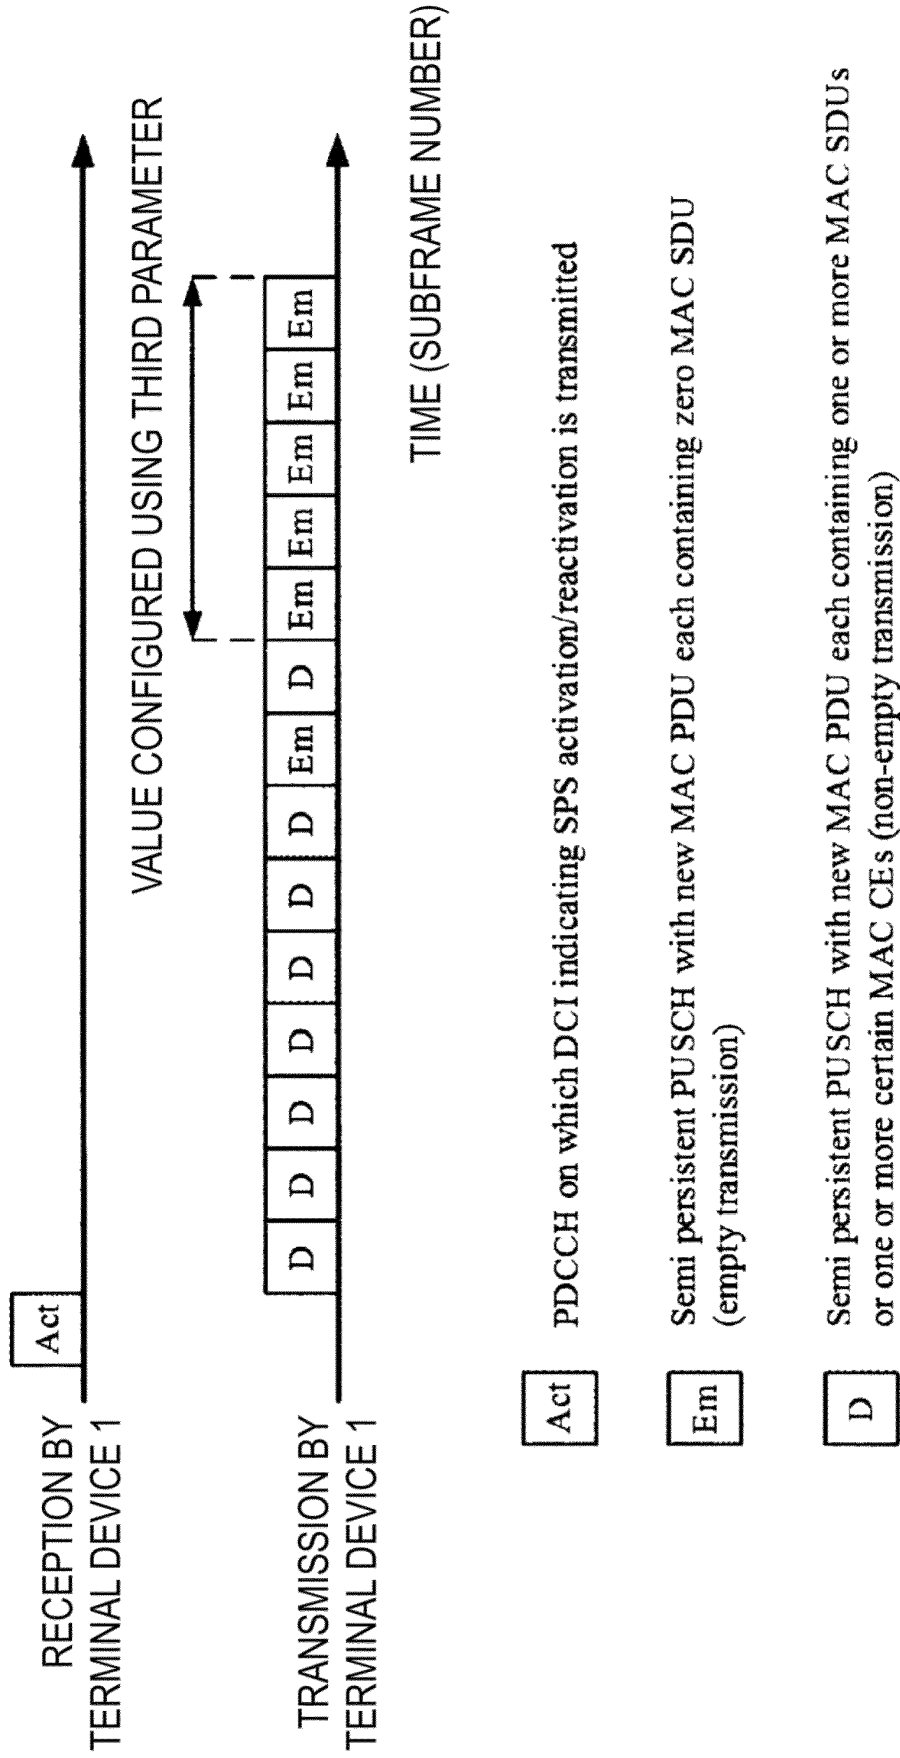 RECEPTION BY
TERMINAL DEVICE 1
Act
VALUE CONFIGURED USING THIRD PARAMETER
TRANSMISSION BY
TERMINAL DEVICE 1
D D D D D D D Em D Em Em Em Em Em
TIME (SUBFRAME NUMBER)
Act PDCCH on which DCI indicating SPS activation/reactivation is transmitted
Em Semi persistent PUSCH with new MAC PDU each containing zero MAC SDU
(empty transmission)
D Semi persistent PUSCH with new MAC PDU each containing one or more MAC SDUs
or one or more certain MAC CEs (non-empty transmission)